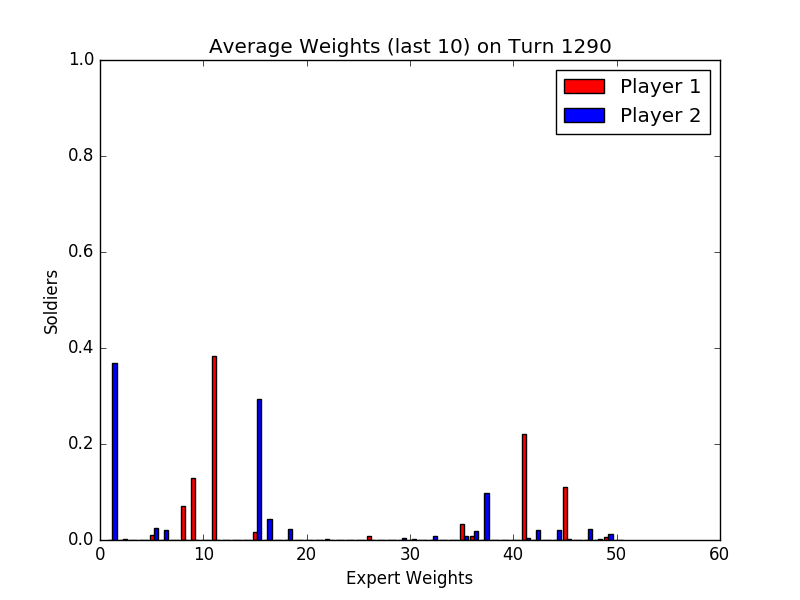 Average Weights (last 10) on Turn 1290
1.0
Player 1
Player 2
0.8
0.6
Soldiers
0.4
0.2
0.0
0 10 20 30 40 50 60
Expert Weights